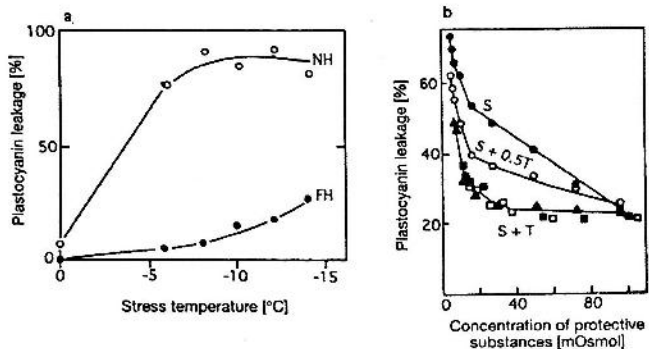 a.
Plastocyanin leakage [%]
100
50
0
NH
FH
0
-5
-10
-15
Stress temperature [°C]
b
Plastocyanin leakage [%]
60
40
20
0
S
S + 0.5T
S + T
40
80
Concentration of protective
substances [mOsmol]